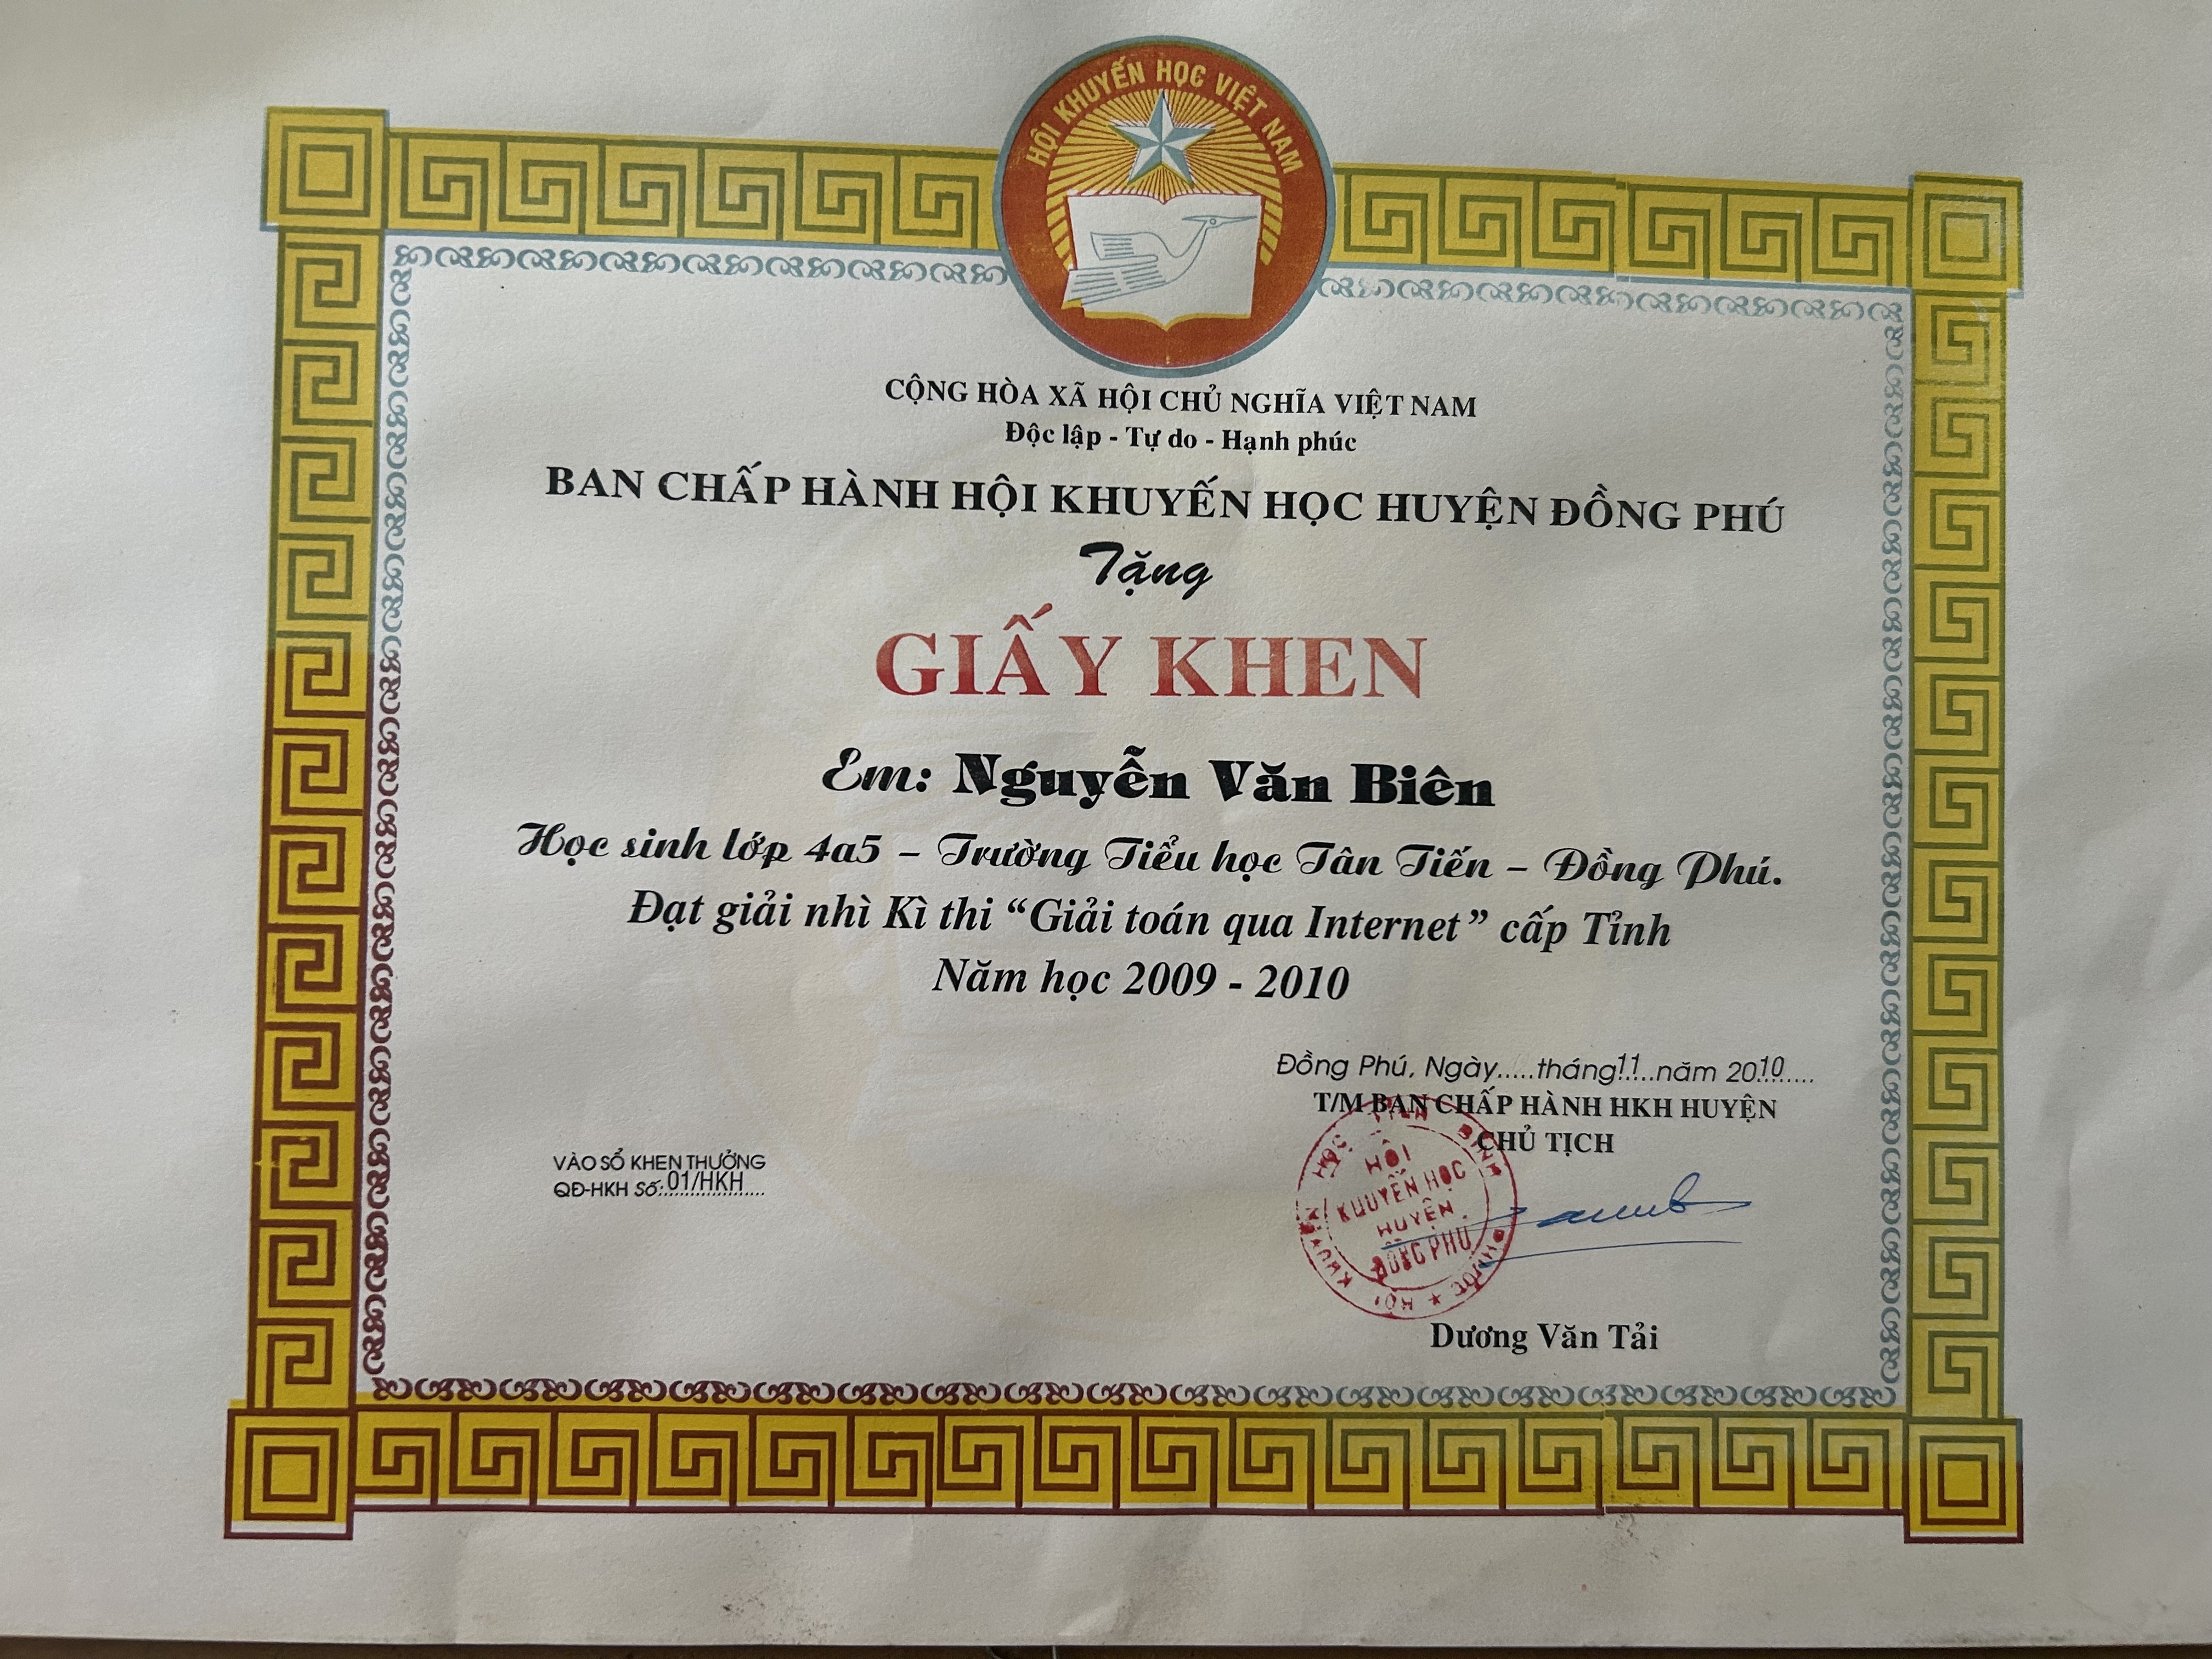 HỘI KHUYẾN HỌC VIỆT NAM
CỘNG HÒA XÃ HỘI CHỦ NGHĨA VIỆT NAM
Độc lập - Tự do - Hạnh phúc
BAN CHẤP HÀNH HỘI KHUYẾN HỌC HUYỆN ĐỒNG PHÚ
Tặng
GIẤY KHEN
Em: Nguyễn Văn Biên
Học sinh lớp 4a5 – Trường Tiểu học Tân Tiến – Đồng Phú.
Đạt giải nhì Kì thi “Giải toán qua Internet” cấp Tỉnh
Năm học 2009 - 2010
Đồng Phú, Ngày.....tháng 11 năm 2010
T/M BAN CHẤP HÀNH HKH HUYỆN
CHỦ TỊCH
VÀO SỔ KHEN THƯỞNG
QĐ-HKH Số: 01/HKH
HỘI
KHUYẾN HỌC
HUYỆN
ĐỒNG PHÚ
Dương Văn Tải